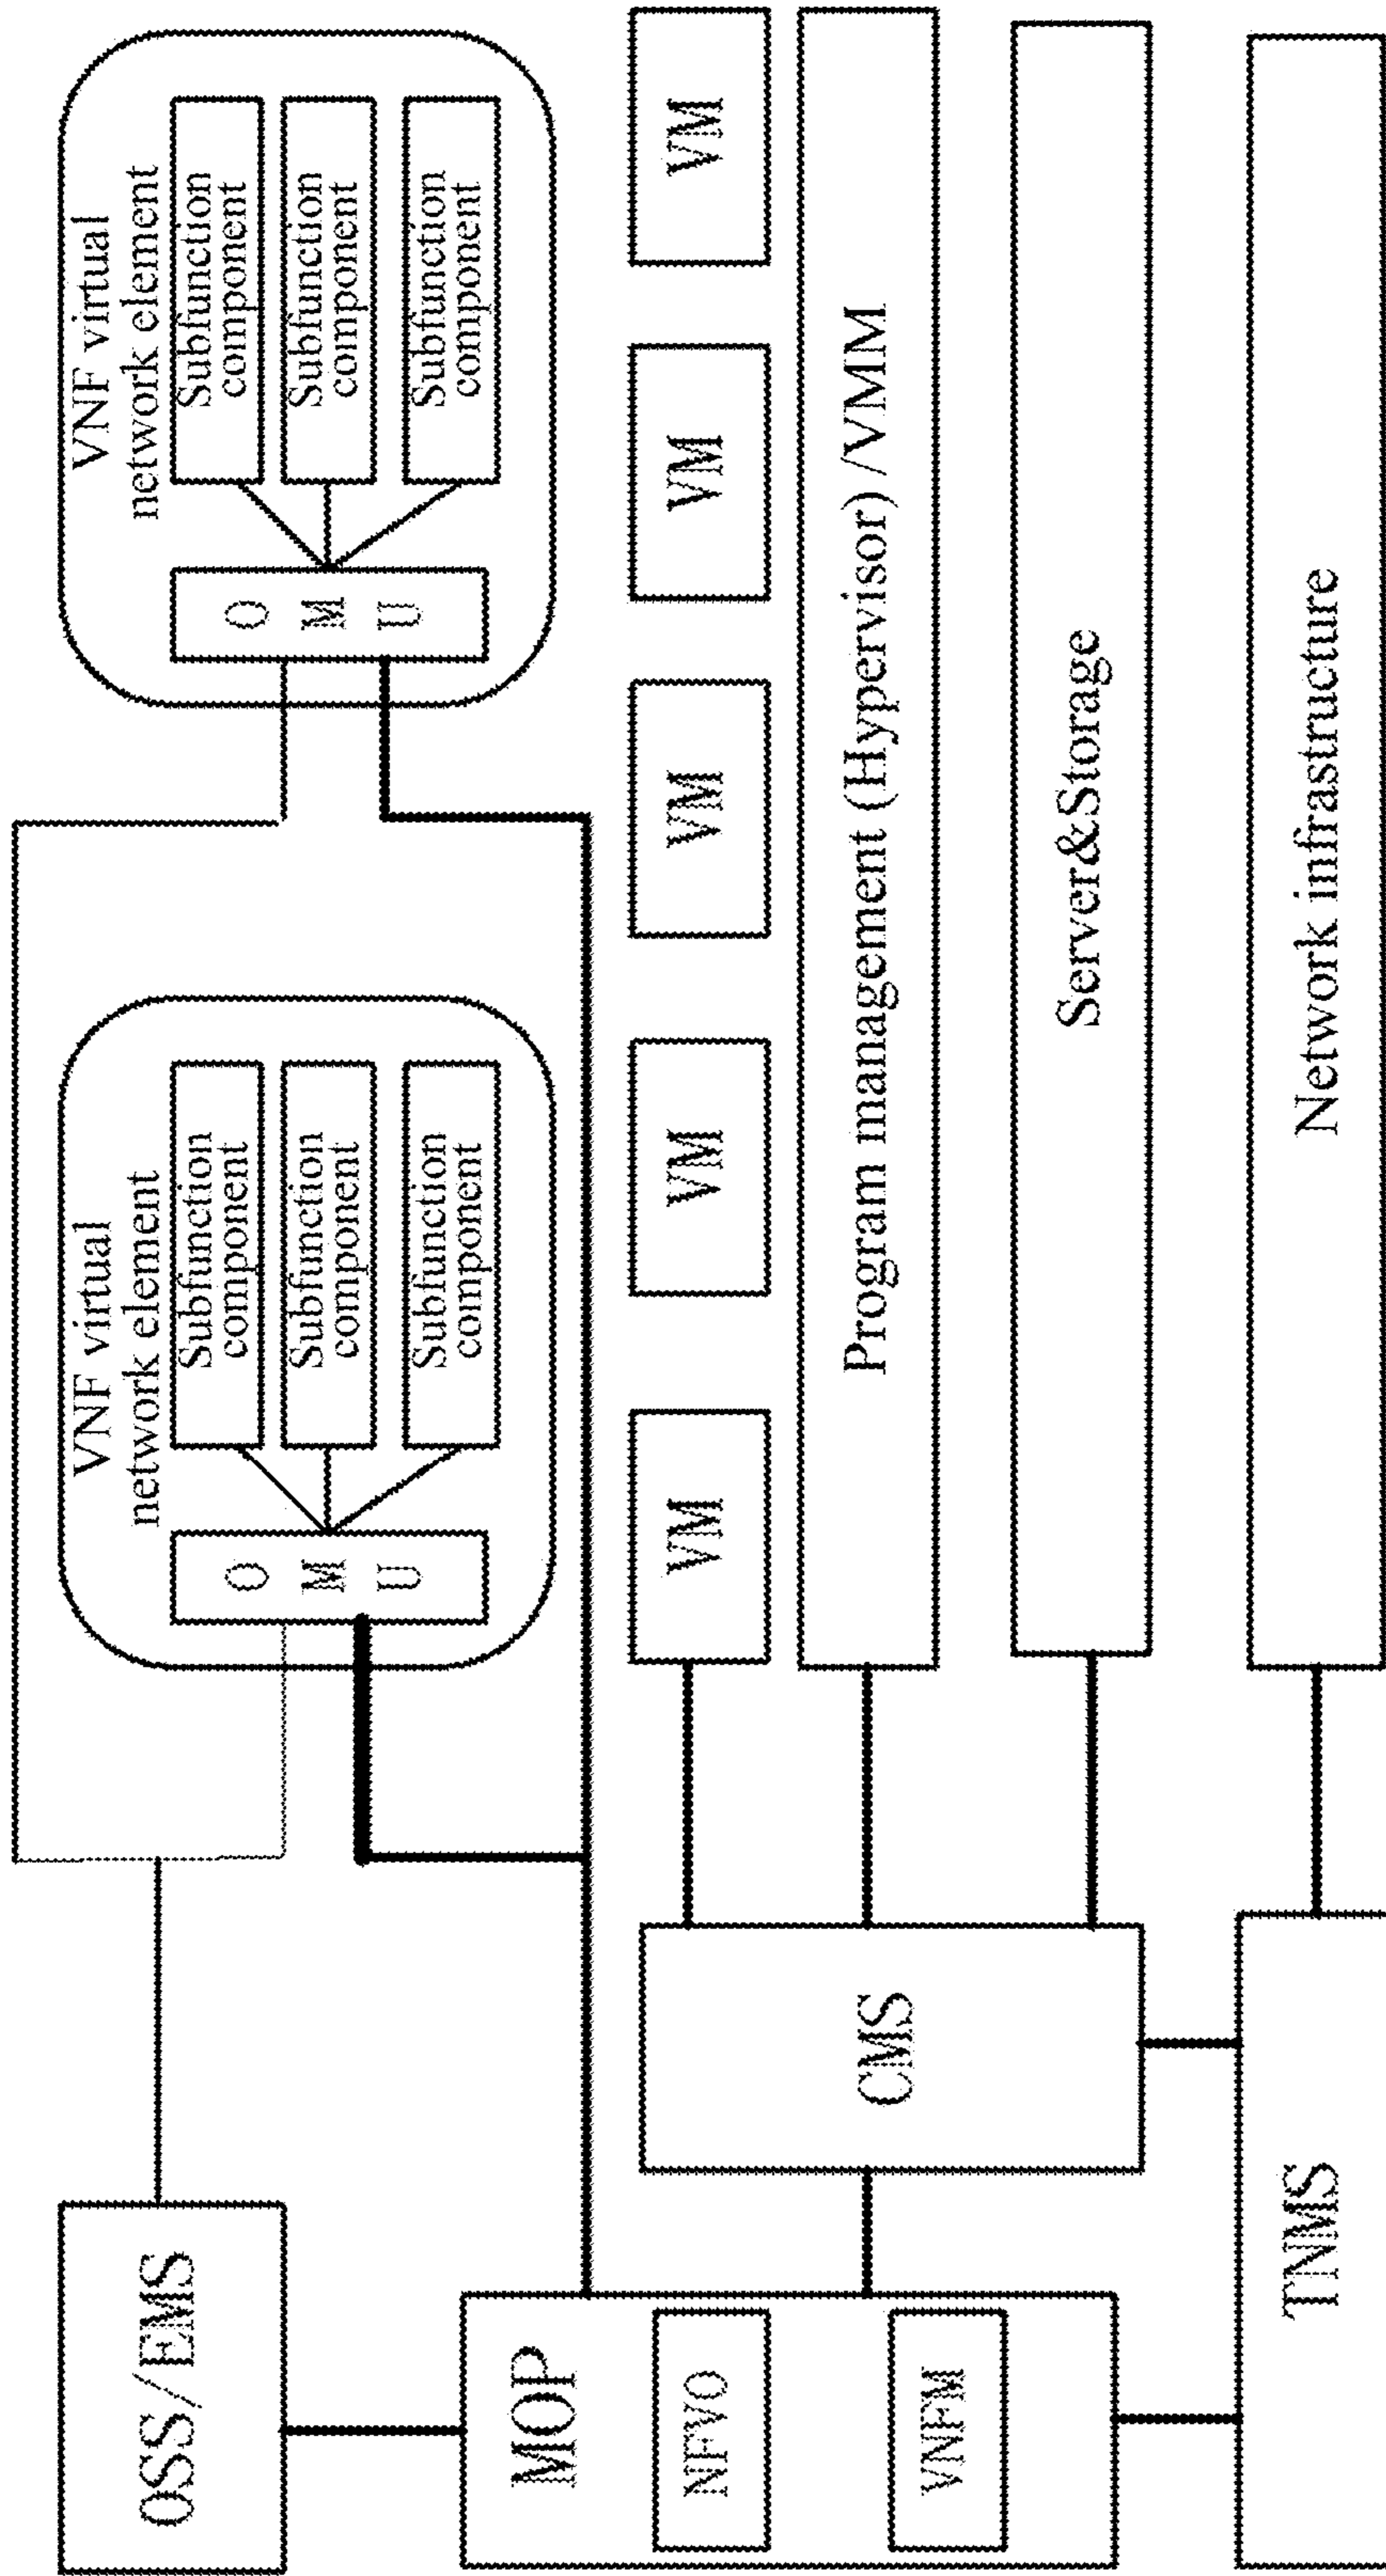 VNF virtual
network element
VNF virtual
network element
OSS/EMS
O
M
U
Subfunction
component
Subfunction
component
Subfunction
component
O
M
U
Subfunction
component
Subfunction
component
Subfunction
component
MOP
NFVO
VNFM
CMS
VM
VM
VM
VM
VM
Program management (Hypervisor) /VMM
Server&Storage
TNMS
Network infrastructure